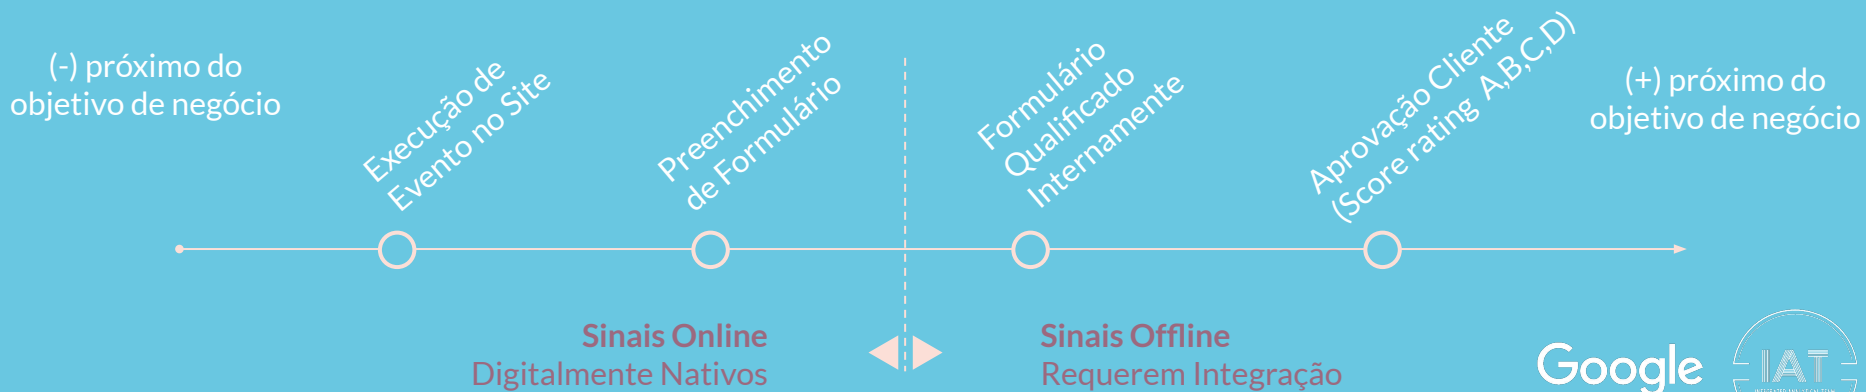 (-) próximo do
objetivo de negócio
Execução de
Evento no Site
Preenchimento
de Formulário
Formulário
Qualificado
Internamente
Aprovação Cliente
(Score rating A,B,C,D)
(+) próximo do
objetivo de negócio
Sinais Online
Digitalmente Nativos
Sinais Offline
Requerem Integração
Google
IAT